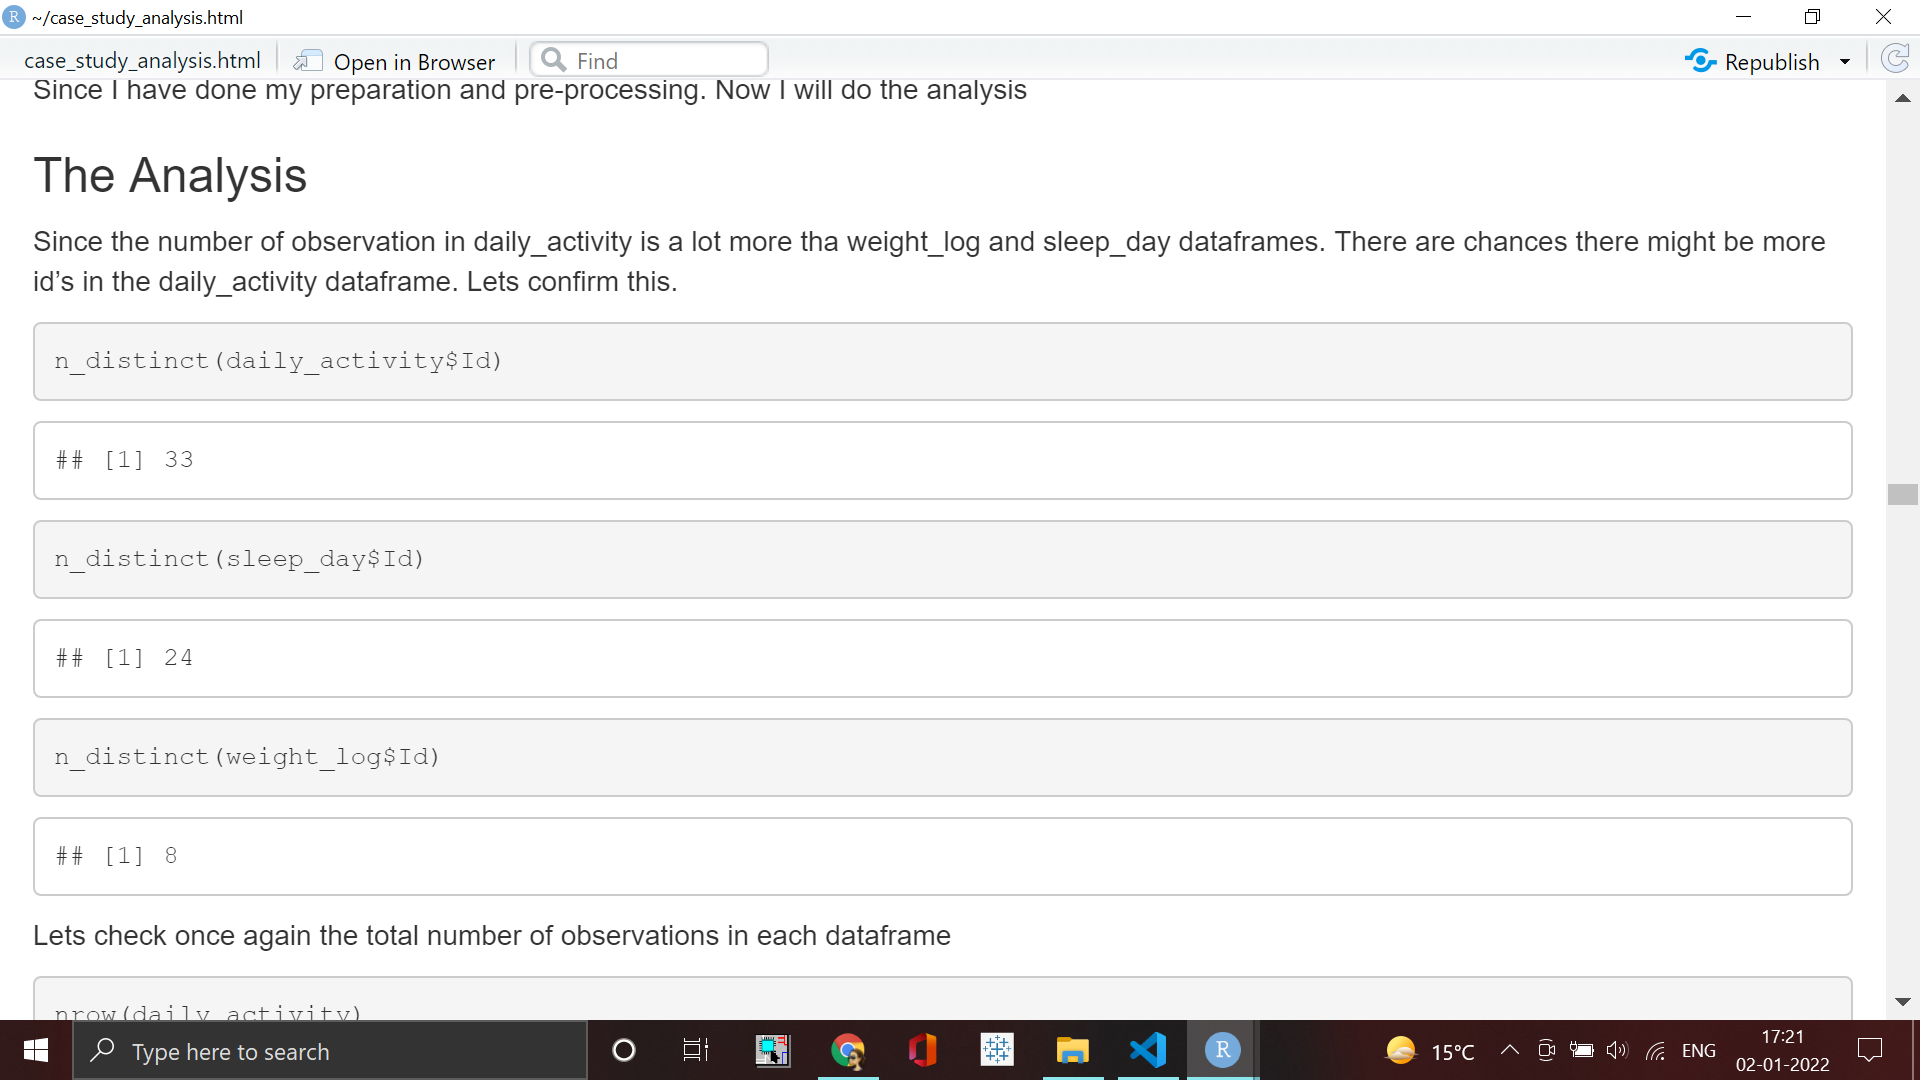 R ~/case_study_analysis.html
case_study_analysis.html Open in Browser Find Republish
Since I have done my preparation and pre-processing. Now I will do the analysis
The Analysis
Since the number of observation in daily_activity is a lot more tha weight_log and sleep_day dataframes. There are chances there might be more
id’s in the daily_activity dataframe. Lets confirm this.
n_distinct(daily_activity$Id)
## [1] 33
n_distinct(sleep_day$Id)
## [1] 24
n_distinct(weight_log$Id)
## [1] 8
Lets check once again the total number of observations in each dataframe
nrow(daily_activity)
Type here to search R 15°C ENG 17:21
02-01-2022